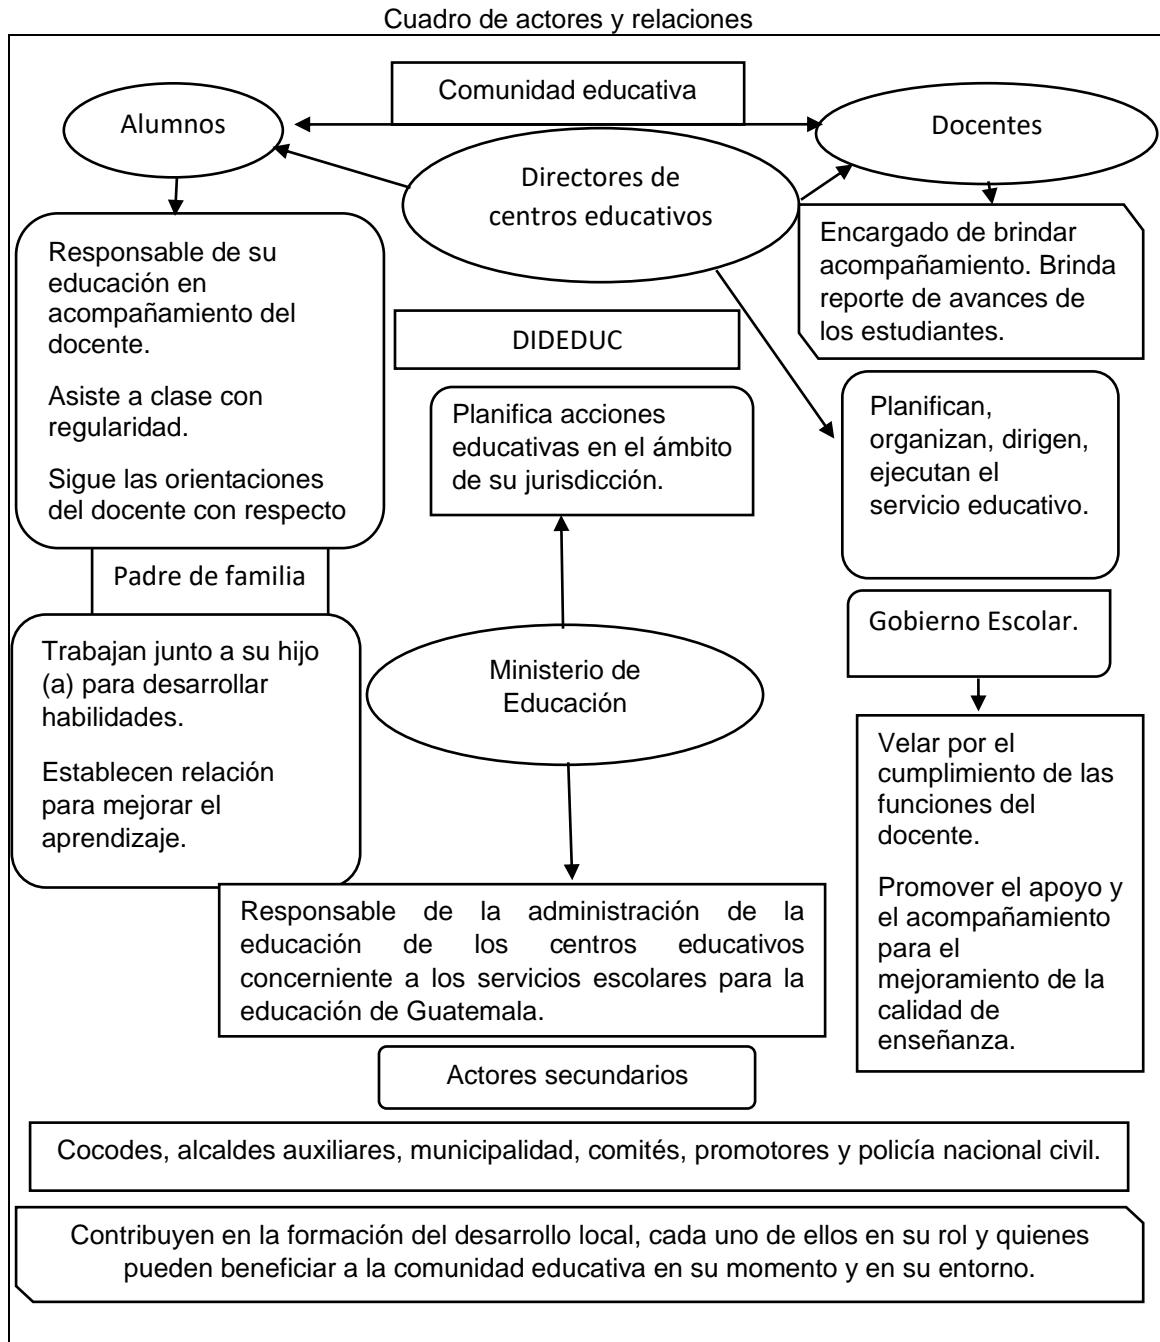 Cuadro de actores y relaciones
Comunidad educativa
Alumnos
Docentes
Directores de
centros educativos
Responsable de su
educación en
acompañamiento del
docente.
Asiste a clase con
regularidad.
Sigue las orientaciones
del docente con respecto
Encargado de brindar
acompañamiento. Brinda
reporte de avances de
los estudiantes.
DIDEDUC
Planifica acciones
educativas en el ámbito
de su jurisdicción.
Planifican,
organizan, dirigen,
ejecutan el
servicio educativo.
Padre de familia
Trabajan junto a su hijo
(a) para desarrollar
habilidades.
Establecen relación
para mejorar el
aprendizaje.
Ministerio de
Educación
Gobierno Escolar.
Velar por el
cumplimiento de las
funciones del
docente.
Promover el apoyo y
el acompañamiento
para el
mejoramiento de la
calidad de
enseñanza.
Responsable de la administración de la
educación de los centros educativos
concerniente a los servicios escolares para la
educación de Guatemala.
Actores secundarios
Cocodes, alcaldes auxiliares, municipalidad, comités, promotores y policía nacional civil.
Contribuyen en la formación del desarrollo local, cada uno de ellos en su rol y quienes
pueden beneficiar a la comunidad educativa en su momento y en su entorno.